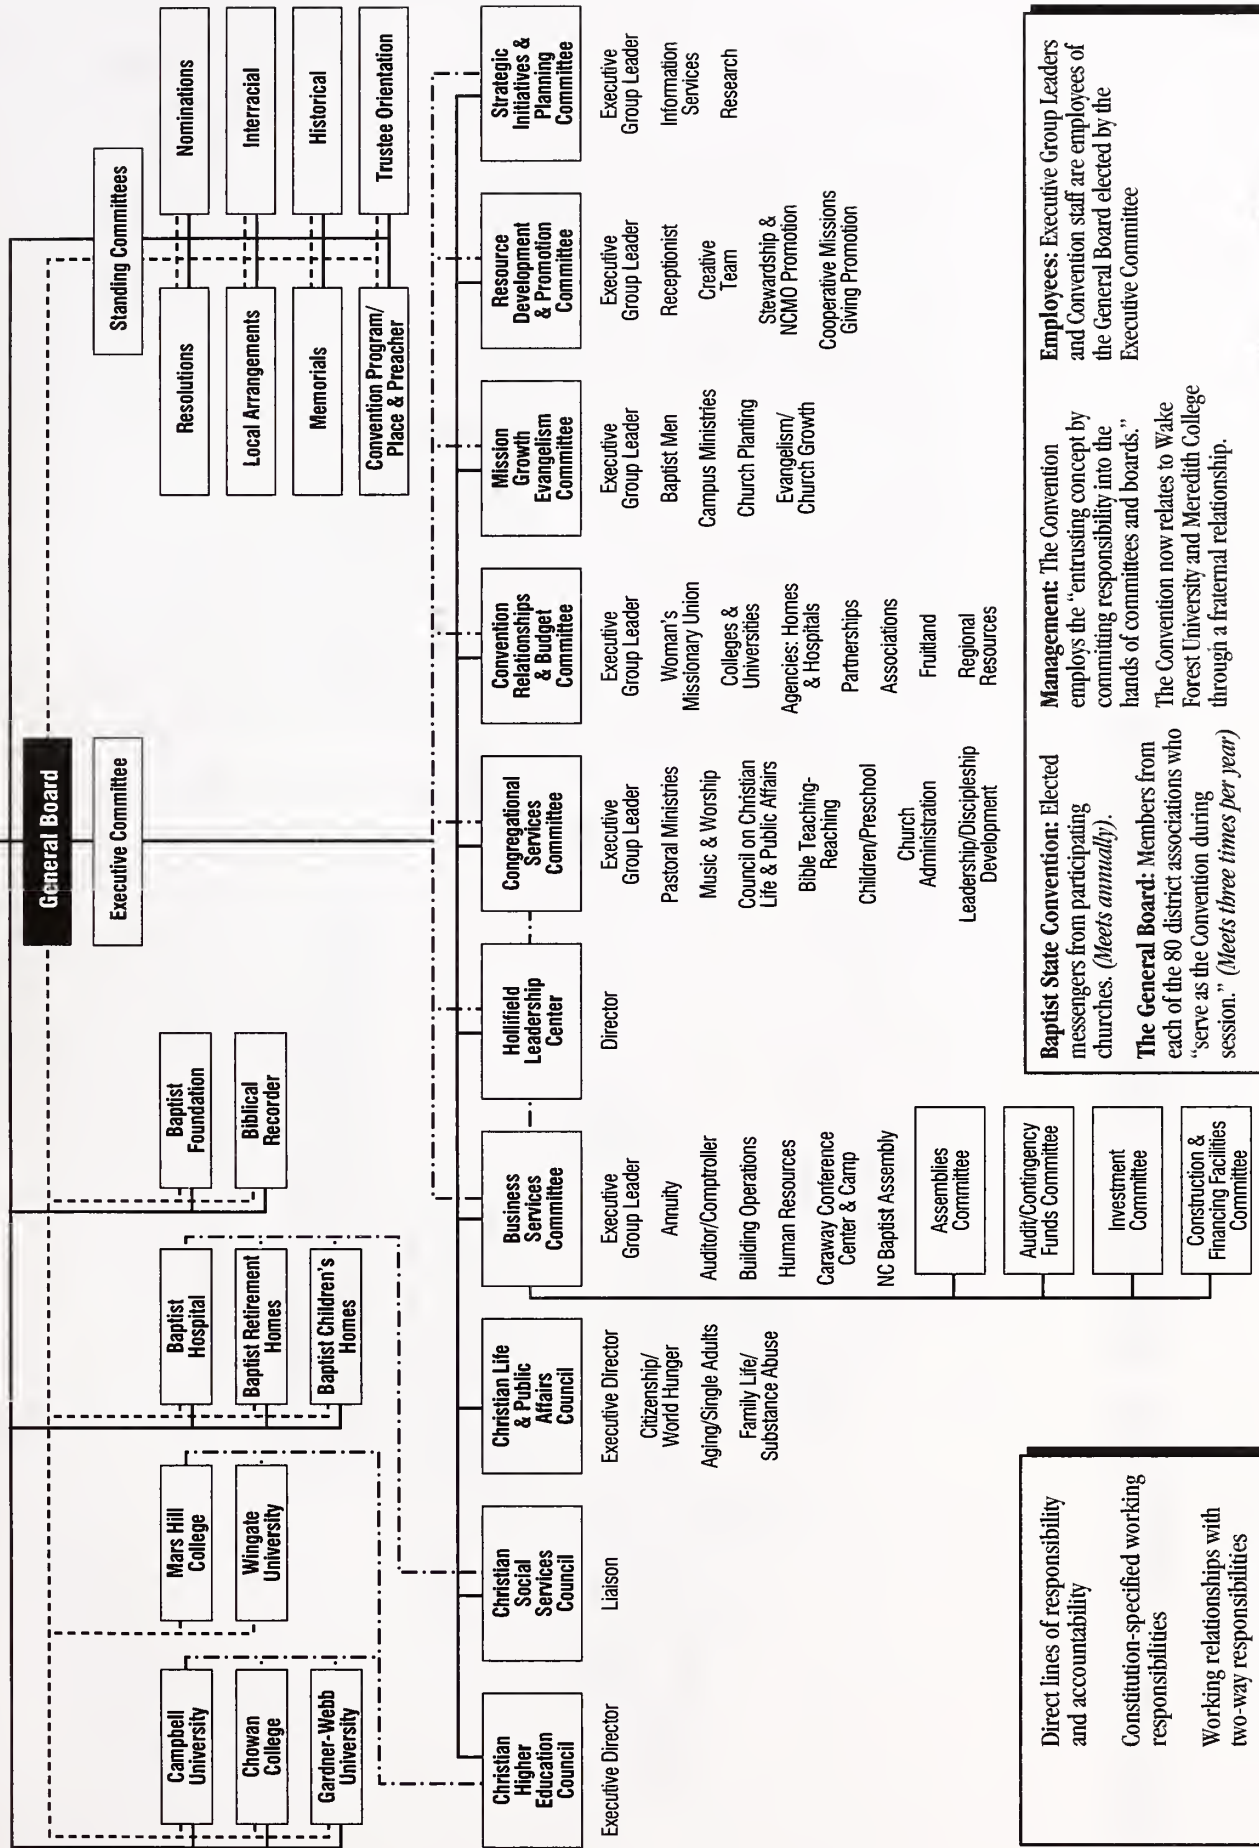 General Board
Executive Committee
Standing Committees
Resolutions
Nominations
Local Arrangements
Interracial
Memorials
Historical
Convention Program/
Place & Preacher
Trustee Orientation
Campbell
University
Chowan
College
Gardner-Webb
University
Mars Hill
College
Wingate
University
Baptist
Hospital
Baptist Retirement
Homes
Baptist Children's
Homes
Baptist
Foundation
Biblical
Recorder
Christian
Higher
Education
Council
Executive Director
Christian
Social
Services
Council
Liaison
Christian Life
& Public
Affairs
Council
Executive Director
Citizenship/
World Hunger
Aging/Single Adults
Family Life/
Substance Abuse
Business
Services
Committee
Executive
Group Leader
Annuity
Auditor/Comptroller
Building Operations
Human Resources
Caraway Conference
Center & Camp
NC Baptist Assembly
Assemblies
Committee
Audit/Contingency
Funds Committee
Investment
Committee
Construction &
Financing Facilities
Committee
Hollifield
Leadership
Center
Director
Congregational
Services
Committee
Executive
Group Leader
Pastoral Ministries
Music & Worship
Council on Christian
Life & Public Affairs
Bible Teaching-
Reaching
Children/Preschool
Church
Administration
Leadership/Discipleship
Development
Convention
Relationships
& Budget
Committee
Executive
Group Leader
Woman's
Missionary Union
Colleges &
Universities
Agencies: Homes
& Hospitals
Partnerships
Associations
Fruitland
Regional
Resources
Mission
Growth
Evangelism
Committee
Executive
Group Leader
Baptist Men
Campus Ministries
Church Planting
Evangelism/
Church Growth
Resource
Development
& Promotion
Committee
Executive
Group Leader
Receptionist
Creative
Team
Stewardship &
NCMO Promotion
Cooperative Missions
Giving Promotion
Strategic
Initiatives &
Planning
Committee
Executive
Group Leader
Information
Services
Research
Direct lines of responsibility
and accountability
Constitution-specified working
responsibilities
Working relationships with
two-way responsibilities
Baptist State Convention: Elected
messengers from participating
churches. (Meets annually).
The General Board: Members from
each of the 80 district associations who
“serve as the Convention during
session.” (Meets three times per year)
Management: The Convention
employs the “entrusting concept by
committing responsibility into the
hands of committees and boards.”
The Convention now relates to Wake
Forest University and Meredith College
through a fraternal relationship.
Employees: Executive Group Leaders
and Convention staff are employees of
the General Board elected by the
Executive Committee